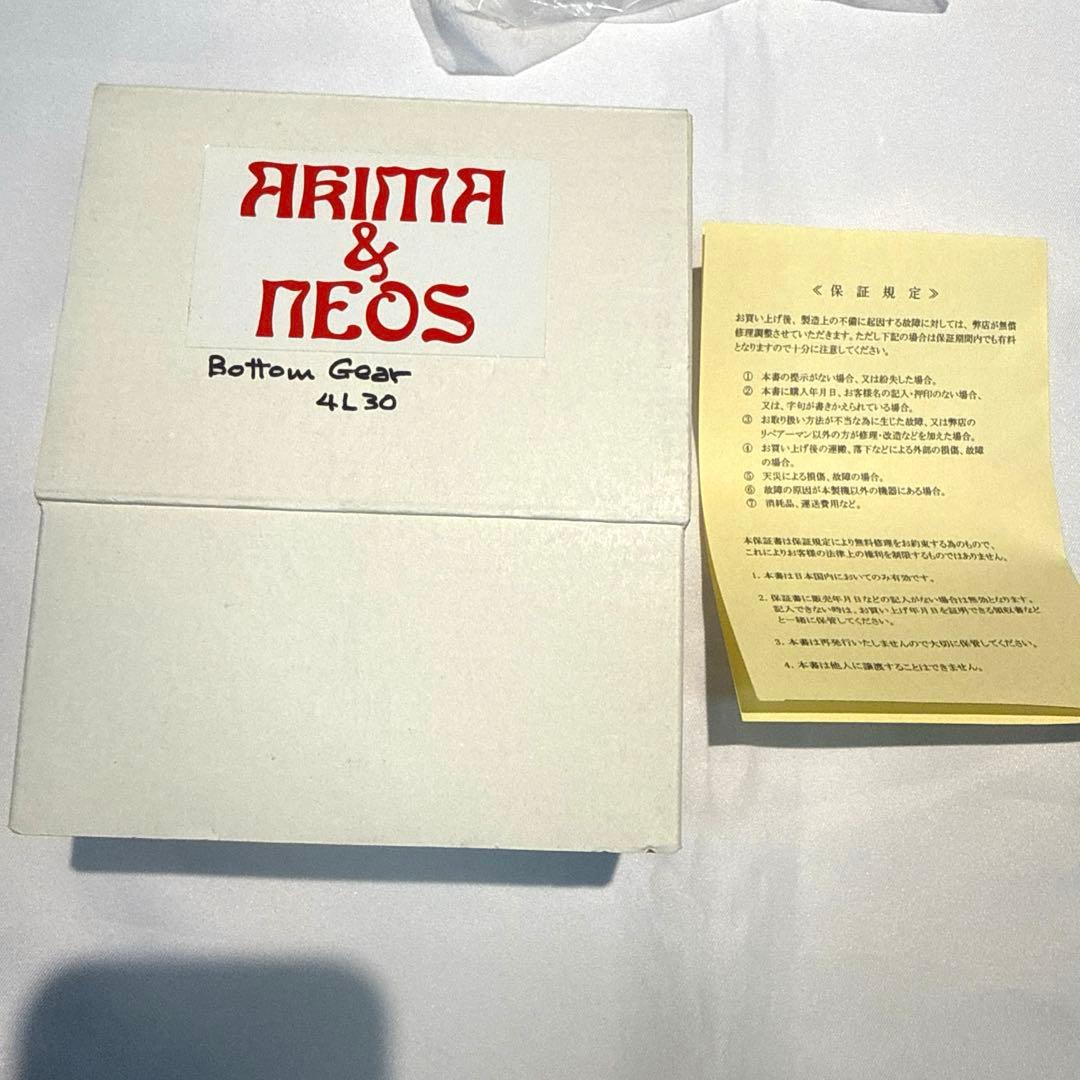 AKIMA
&
NEOS
Bottom Gear
4L30
≪保 証 規 定≫
お買い上げ後、製造上の不備に起因する故障に対しては、弊店が無償
修理調整させていただきます。ただし下記の場合は保証期間内でも有料
となりますので十分に注意してください。
① 本書の提示がない場合、又は紛失した場合。
② 本書に購入年月日、お客様名の記入・押印のない場合、
又は、字句が書きかえられている場合。
③ お取り扱い方法が不当な為に生じた故障、又は弊店の
リペアーマン以外の方が修理・改造などを加えた場合。
④ お買い上げ後の運搬、落下などによる外部の損傷、故障
の場合。
⑤ 天災による損傷、故障の場合。
⑥ 故障の原因が本製機以外の機器にある場合。
⑦ 消耗品、運送費用など。
本保証書は保証規定により無料修理をお約束する為のもので、
これによりお客様の法律上の権利を制限するものではありません。
1. 本書は日本国内においてのみ有効です。
2. 保証書に販売年月日などの記入がない場合は無効となります。
記入できない時は、お買い上げ年月日を証明できる領収書など
と一緒に保管してください。
3. 本書は再発行いたしませんので大切に保管してください。
4. 本書は他人に譲渡することはできません。